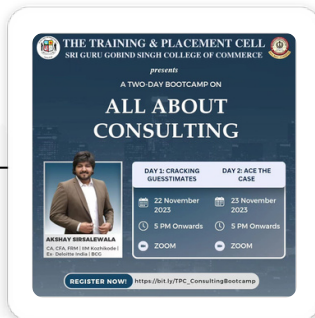 THE TRAINING & PLACEMENT CELL
SRI GURU GOBIND SINGH COLLEGE OF COMMERCE
presents
A TWO-DAY BOOTCAMP ON
ALL ABOUT
CONSULTING
DAY 1: CRACKING
GUESSTIMATES
22 November
2023
5 PM Onwards
ZOOM
DAY 2: ACE THE
CASE
23 November
2023
5 PM Onwards
ZOOM
AKSHAY SIRSALEWALA
CA, CFA, FRM | IIM Kozhikode |
Ex- Deloitte India | BCG
REGISTER NOW!
https://bit.ly/TPC_ConsultingBootcamp